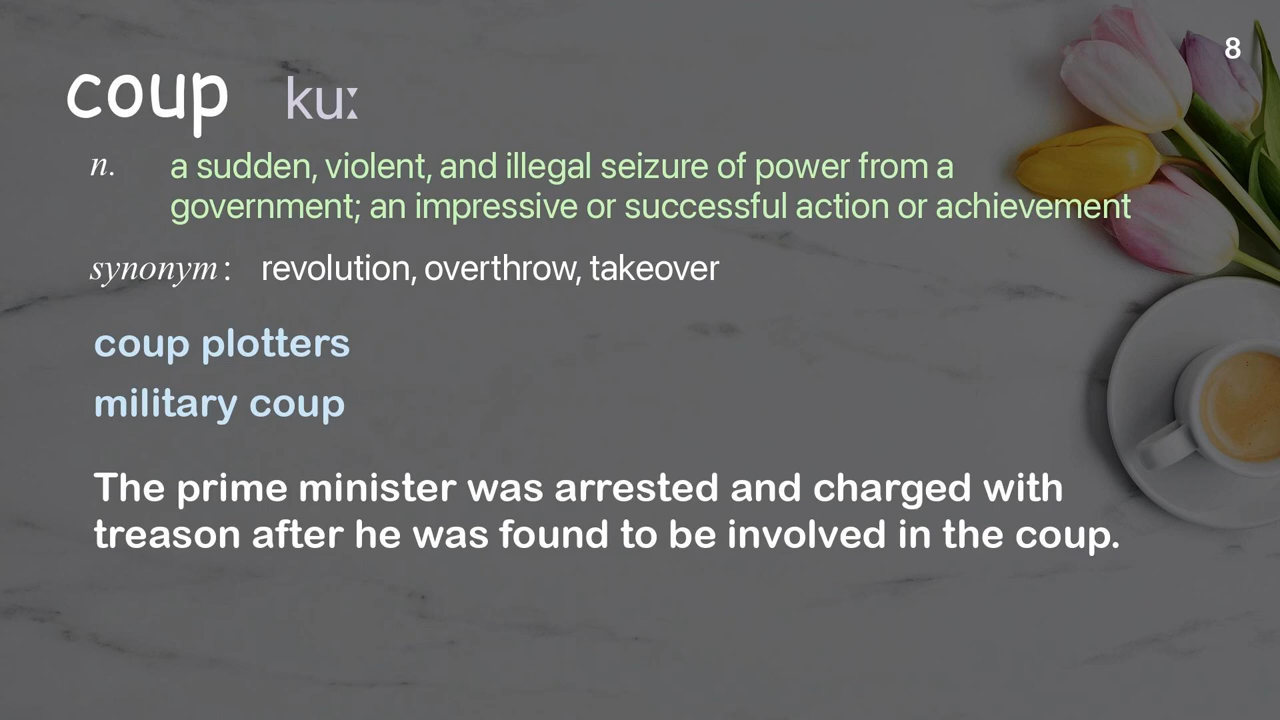 8
coup kuː
n. a sudden, violent, and illegal seizure of power from a
government; an impressive or successful action or achievement
synonym: revolution, overthrow, takeover
coup plotters
military coup
The prime minister was arrested and charged with
treason after he was found to be involved in the coup.